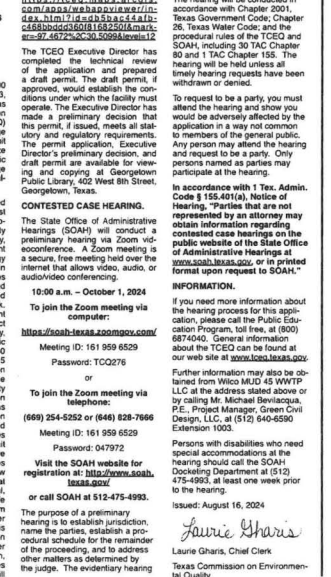 com/apps/webappviewer/in-
dex.html?id=db5bac44afb-
c468bbddd360f8168250&mark-
er=-97.4672%2C30.5099&level=12
The TCEQ Executive Director has
completed the technical review
of the application and prepared
a draft permit. The draft permit, if
approved, would establish the con-
ditions under which the facility must
operate. The Executive Director has
made a preliminary decision that
this permit, if issued, meets all stat-
utory and regulatory requirements.
The permit application, Executive
Director's preliminary decision, and
draft permit are available for view-
ing and copying at Georgetown
Public Library, 402 West 8th Street,
Georgetown, Texas.
CONTESTED CASE HEARING.
The State Office of Administrative
Hearings (SOAH) will conduct a
preliminary hearing via Zoom vid-
eoconference. A Zoom meeting is
a secure, free meeting held over the
internet that allows video, audio, or
audio/video conferencing.
10:00 a.m. – October 1, 2024
To join the Zoom meeting via
computer:
https://soah-texas.zoomgov.com/
Meeting ID: 161 959 6529
Password: TCQ276
or
To join the Zoom meeting via
telephone:
(669) 254-5252 or (646) 828-7666
Meeting ID: 161 959 6529
Password: 047972
Visit the SOAH website for
registration at: http://www.soah.
texas.gov/
or call SOAH at 512-475-4993.
The purpose of a preliminary
hearing is to establish jurisdiction,
name the parties, establish a pro-
cedural schedule for the remainder
of the proceeding, and to address
other matters as determined by
the judge. The evidentiary hearing
The hearing will be conducted in
accordance with Chapter 2001,
Texas Government Code; Chapter
26, Texas Water Code; and the
procedural rules of the TCEQ and
SOAH, including 30 TAC Chapter
80 and 1 TAC Chapter 155. The
hearing will be held unless all
timely hearing requests have been
withdrawn or denied.
To request to be a party, you must
attend the hearing and show you
would be adversely affected by the
application in a way not common
to members of the general public.
Any person may attend the hearing
and request to be a party. Only
persons named as parties may
participate at the hearing.
In accordance with 1 Tex. Admin.
Code § 155.401(a), Notice of
Hearing, "Parties that are not
represented by an attorney may
obtain information regarding
contested case hearings on the
public website of the State Office
of Administrative Hearings at
www.soah.texas.gov, or in printed
format upon request to SOAH."
INFORMATION.
If you need more information about
the hearing process for this appli-
cation, please call the Public Edu-
cation Program, toll free, at (800)
6874040. General information
about the TCEQ can be found at
our web site at www.tceq.texas.gov.
Further information may also be ob-
tained from Wilco MUD 45 WWTP
LLC at the address stated above or
by calling Mr. Michael Bevilacqua,
P.E., Project Manager, Green Civil
Design, LLC, at (512) 640-6590
Extension 1003.
Persons with disabilities who need
special accommodations at the
hearing should call the SOAH
Docketing Department at (512)
475-4993, at least one week prior
to the hearing.
Issued: August 16, 2024
Laurie Gharis
Laurie Gharis, Chief Clerk
Texas Commission on Environmen-
tal Quality